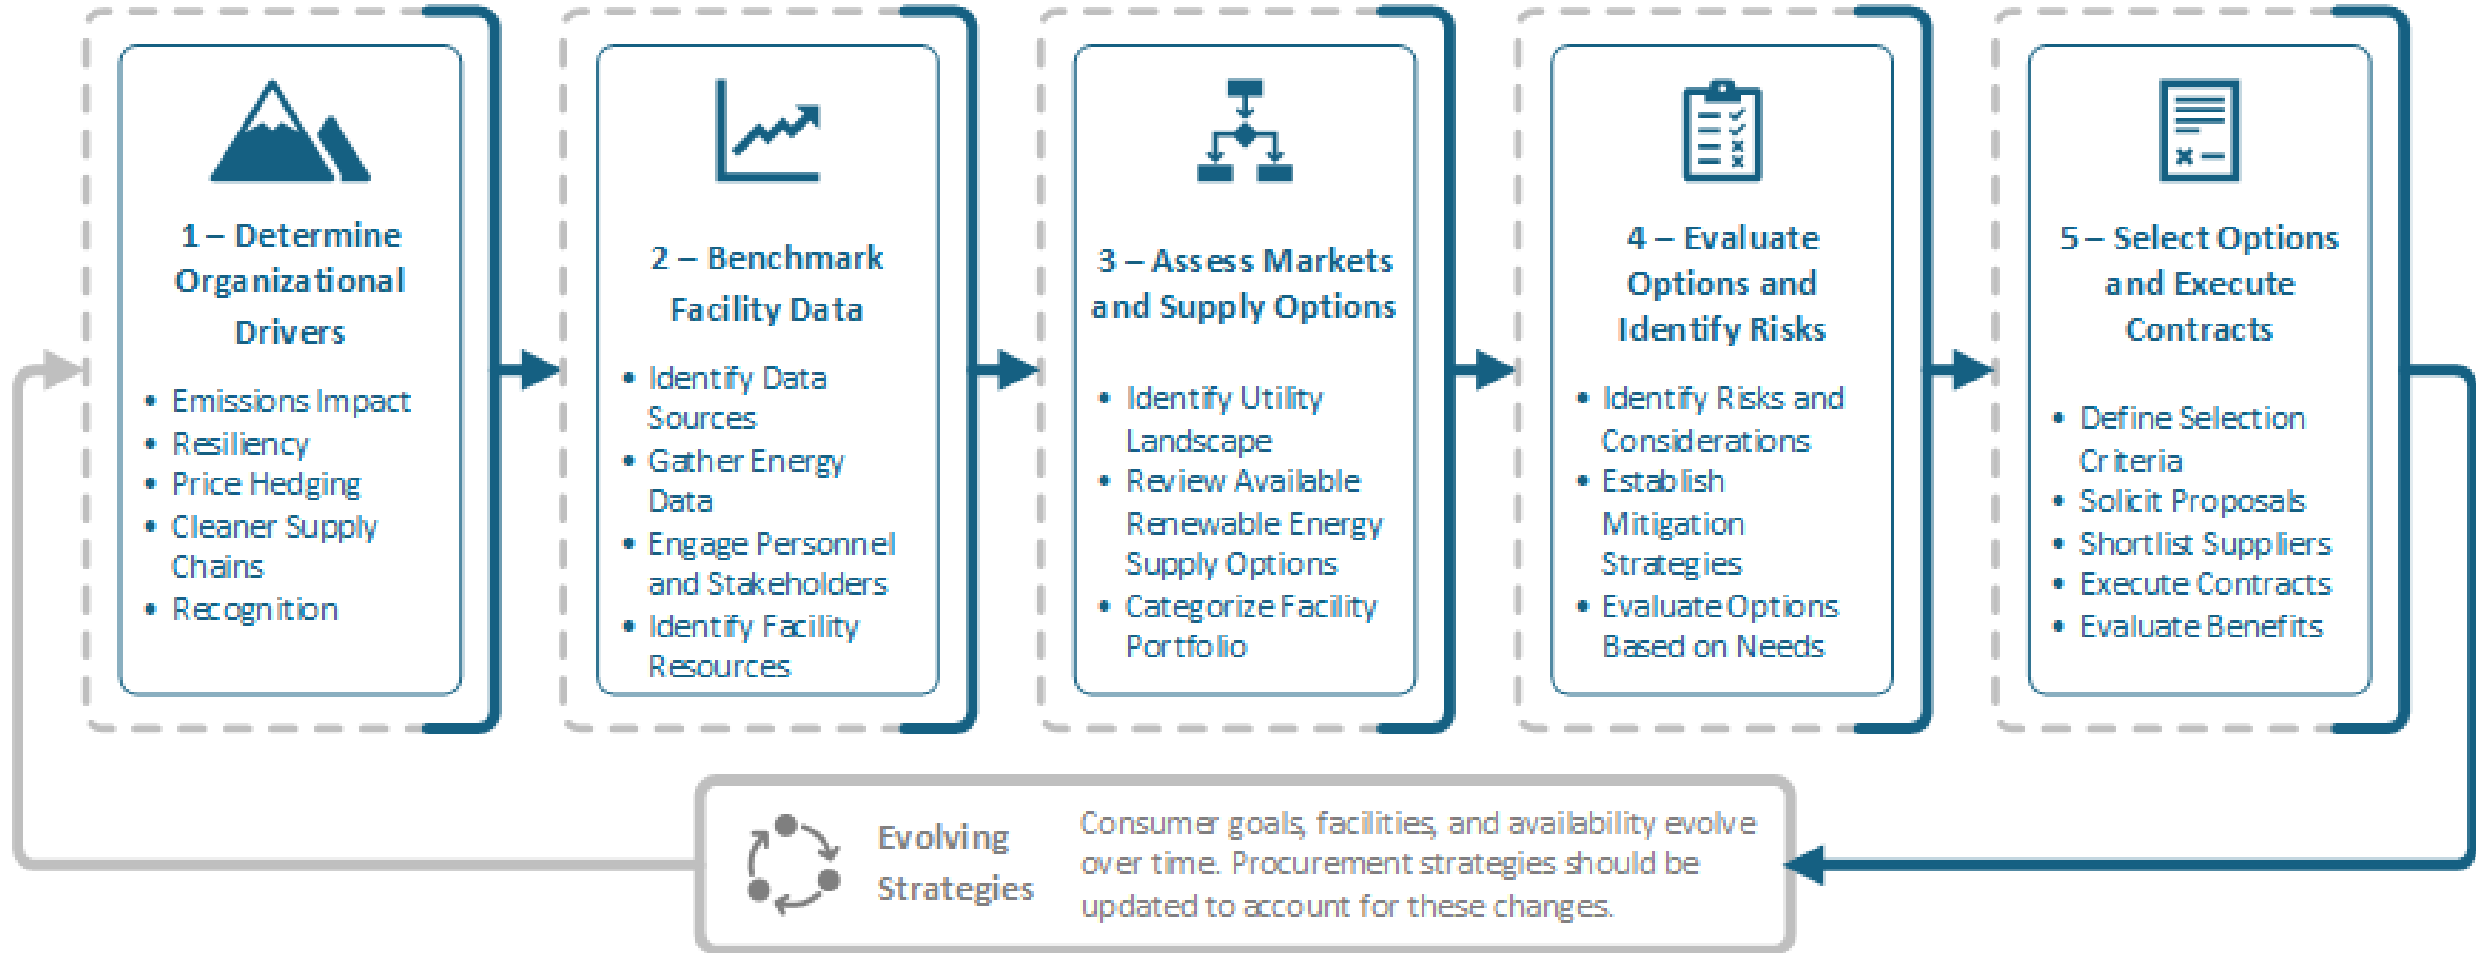 1 – Determine
Organizational
Drivers
• Emissions Impact
• Resiliency
• Price Hedging
• Cleaner Supply
Chains
• Recognition
2 – Benchmark
Facility Data
• Identify Data
Sources
• Gather Energy
Data
• Engage Personnel
and Stakeholders
• Identify Facility
Resources
3 – Assess Markets
and Supply Options
• Identify Utility
Landscape
• Review Available
Renewable Energy
Supply Options
• Categorize Facility
Portfolio
4 – Evaluate
Options and
Identify Risks
• Identify Risks and
Considerations
• Establish
Mitigation
Strategies
• Evaluate Options
Based on Needs
5 – Select Options
and Execute
Contracts
• Define Selection
Criteria
• Solicit Proposals
• Shortlist Suppliers
• Execute Contracts
• Evaluate Benefits
Evolving
Strategies
Consumer goals, facilities, and availability evolve
over time. Procurement strategies should be
updated to account for these changes.